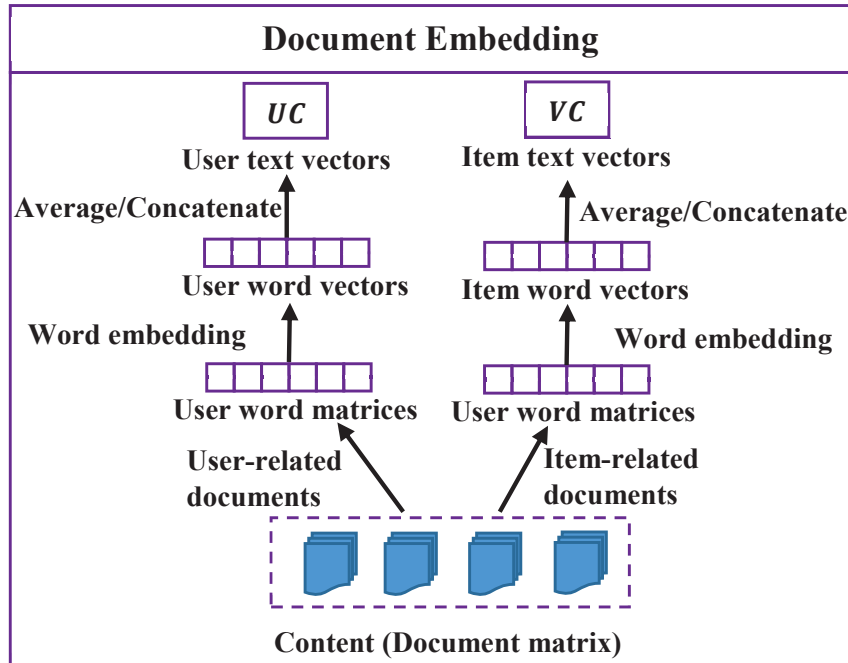 Document Embedding
UC
VC
User text vectors
Item text vectors
Average/Concatenate
Average/Concatenate
User word vectors
Item word vectors
Word embedding
Word embedding
User word matrices
User word matrices
User-related
documents
Item-related
documents
Content (Document matrix)